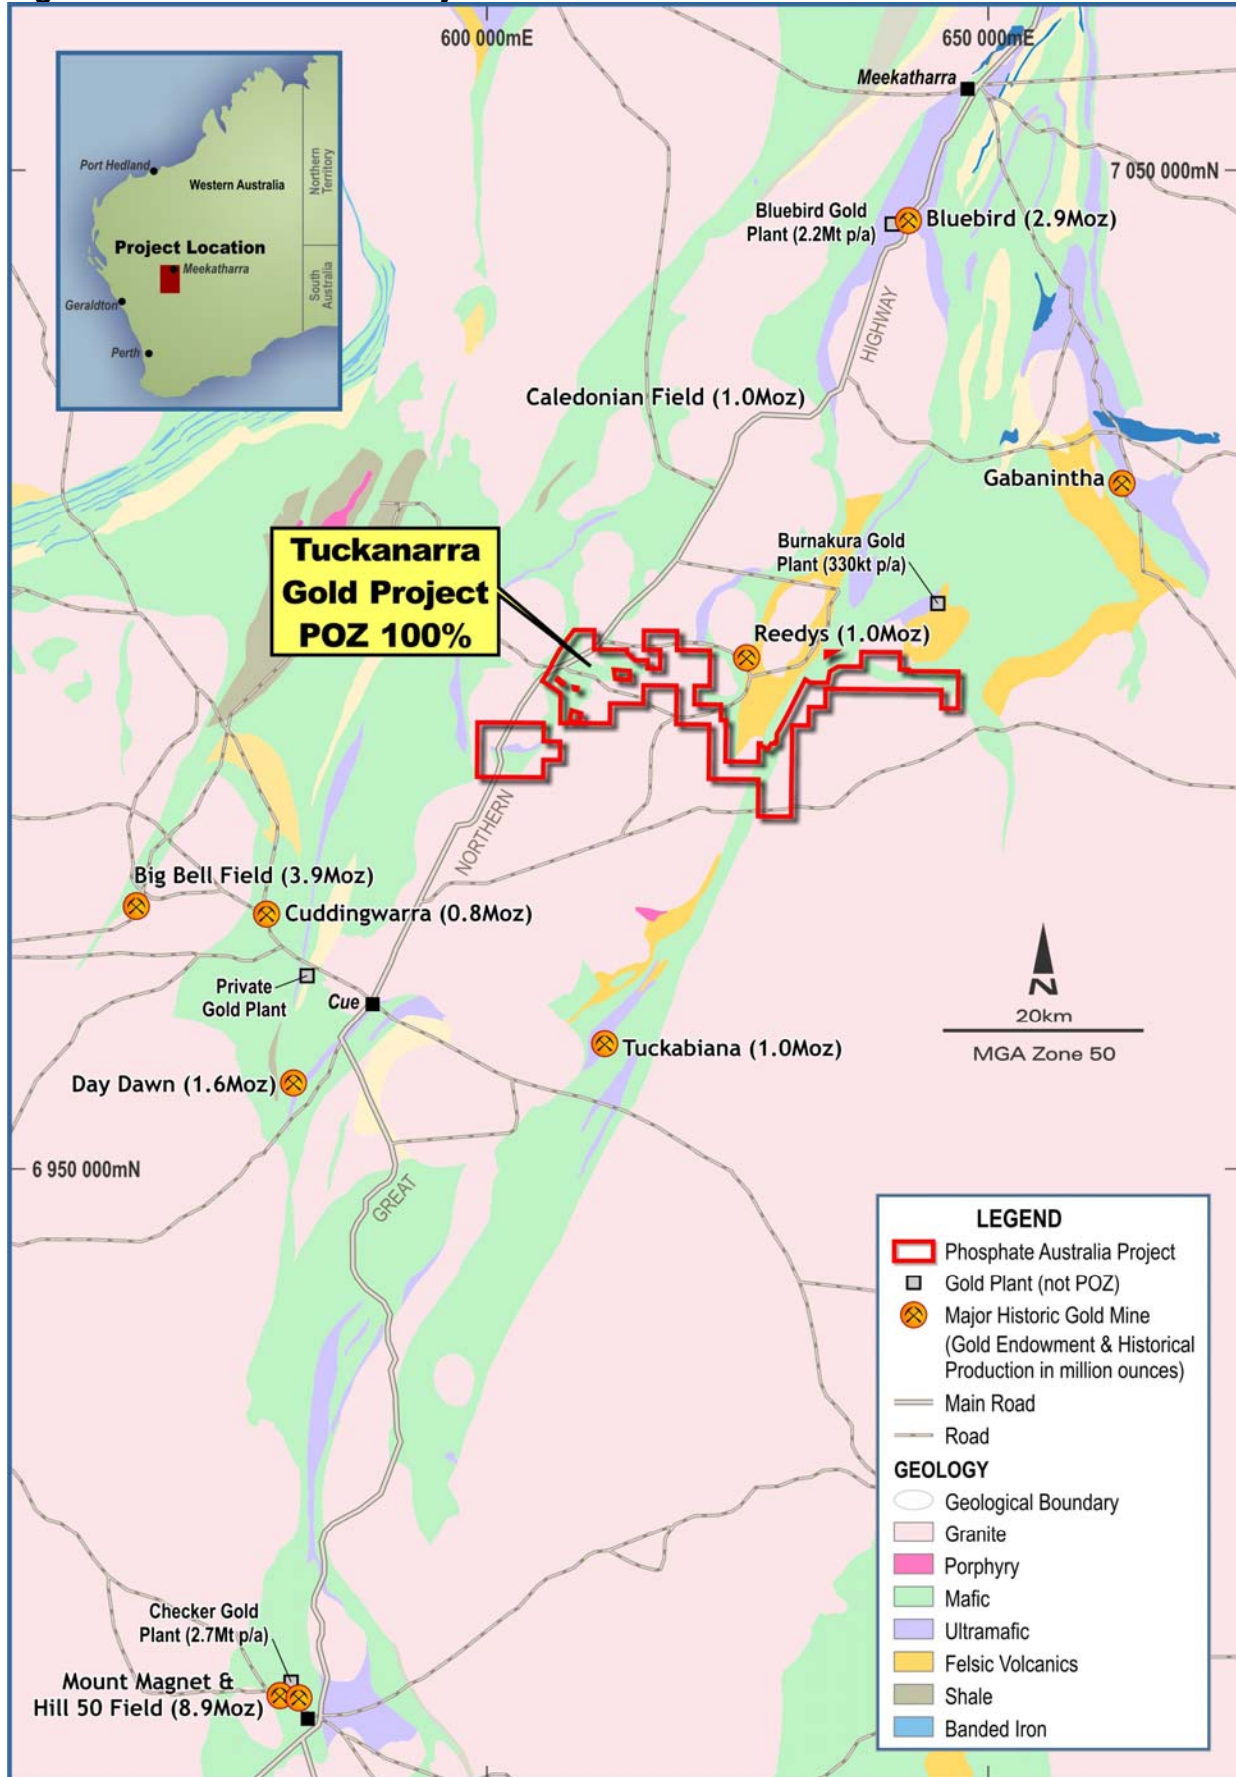 600 000mE
650 000mE
Meekatharra
7 050 000mN
Port Hedland
Western Australia
Northern
Territory
Project Location
Meekatharra
Geraldton
South
Australia
Perth
Bluebird Gold
Plant (2.2Mt p/a)
Bluebird (2.9Moz)
HIGHWAY
Caledonian Field (1.0Moz)
Gabanintha
Tuckanarra
Gold Project
POZ 100%
Burnakura Gold
Plant (330kt p/a)
Reedys (1.0Moz)
NORTHERN
Big Bell Field (3.9Moz)
Cuddingwarra (0.8Moz)
Private
Gold Plant
Cue
N
20km
MGA Zone 50
Tuckabiana (1.0Moz)
Day Dawn (1.6Moz)
6 950 000mN
GREAT
LEGEND
Phosphate Australia Project
Gold Plant (not POZ)
Major Historic Gold Mine
(Gold Endowment & Historical
Production in million ounces)
Main Road
Road
GEOLOGY
Geological Boundary
Granite
Porphyry
Mafic
Ultramafic
Felsic Volcanics
Shale
Banded Iron
Checker Gold
Plant (2.7Mt p/a)
Mount Magnet &
Hill 50 Field (8.9Moz)